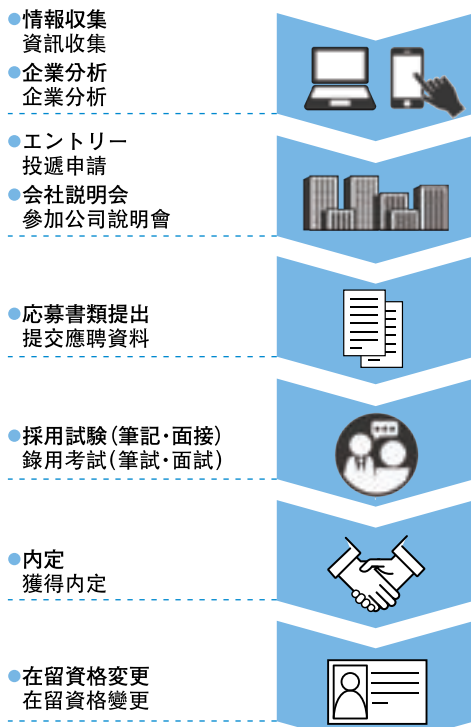 ●情報収集
資訊收集
●企業分析
企業分析
●エントリー
投遞申請
●会社説明会
參加公司說明會
●応募書類提出
提交應聘資料
●採用試験(筆記・面接)
錄用考試(筆試・面試)
●内定
獲得內定
●在留資格変更
在留資格變更